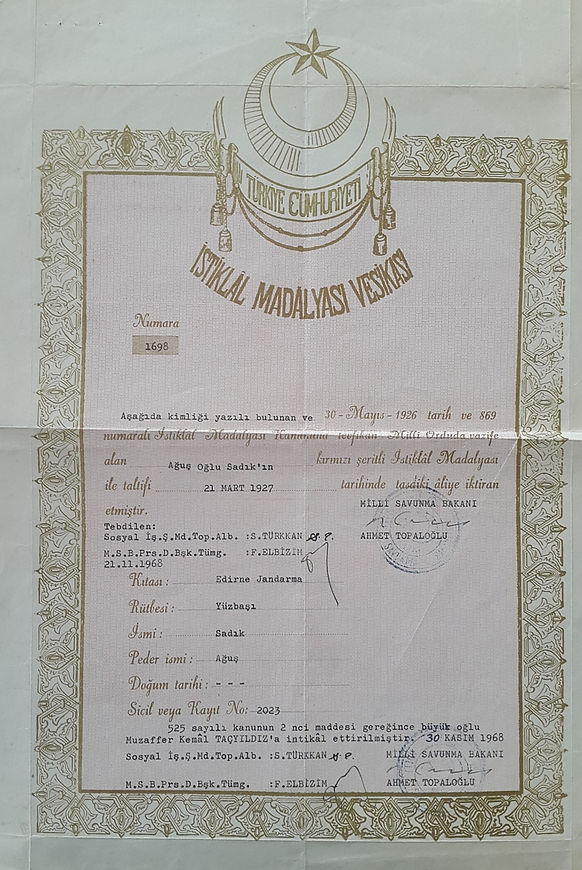 TÜRKİYE CÜMHURİYETİ
İSTİKLÂL MADALYASI VESİKASI
Numara
1698
Aşağıda kimliği yazılı bulunan ve 30-Mayıs-1926 tarih ve 869
numaralı İstiklâl Madalyası Kanununa tevfikan Milli Orduda vazife
alan Ağuş Oğlu Sadık'ın kırmızı şeritli İstiklâl Madalyası
ile taltifi 21 MART 1927 tarihinde tasdiki âliye iktiran
etmiştir. MİLLİ SAVUNMA BAKANI
Tebdilen:
Sosyal İş.Ş.Md.Top.Alb. :S.TÜRKKAN AHMET TOPALOĞLU
M.S.B.Prs.D.Bşk.Tümg. :F.ELBİZİM
21.11.1968
Kıtası : Edirne Jandarma
Rütbesi : Yüzbaşı
İsmi : Sadık
Peder ismi : Ağuş
Doğum tarihi : - - -
Sicil veya Kayıt No: 2023
525 sayılı kanunun 2 nci maddesi gereğince büyük oğlu
Muzaffer Kemâl TAÇYILDIZ'a intikâl ettirilmiştir. 30 KASIM 1968
Sosyal İş.Ş.Md.Top.Alb. :S.TÜRKKAN MİLLİ SAVUNMA BAKANI
M.S.B.Prs.D.Bşk.Tümg. :F.ELBİZİM AHMET TOPALOĞLU